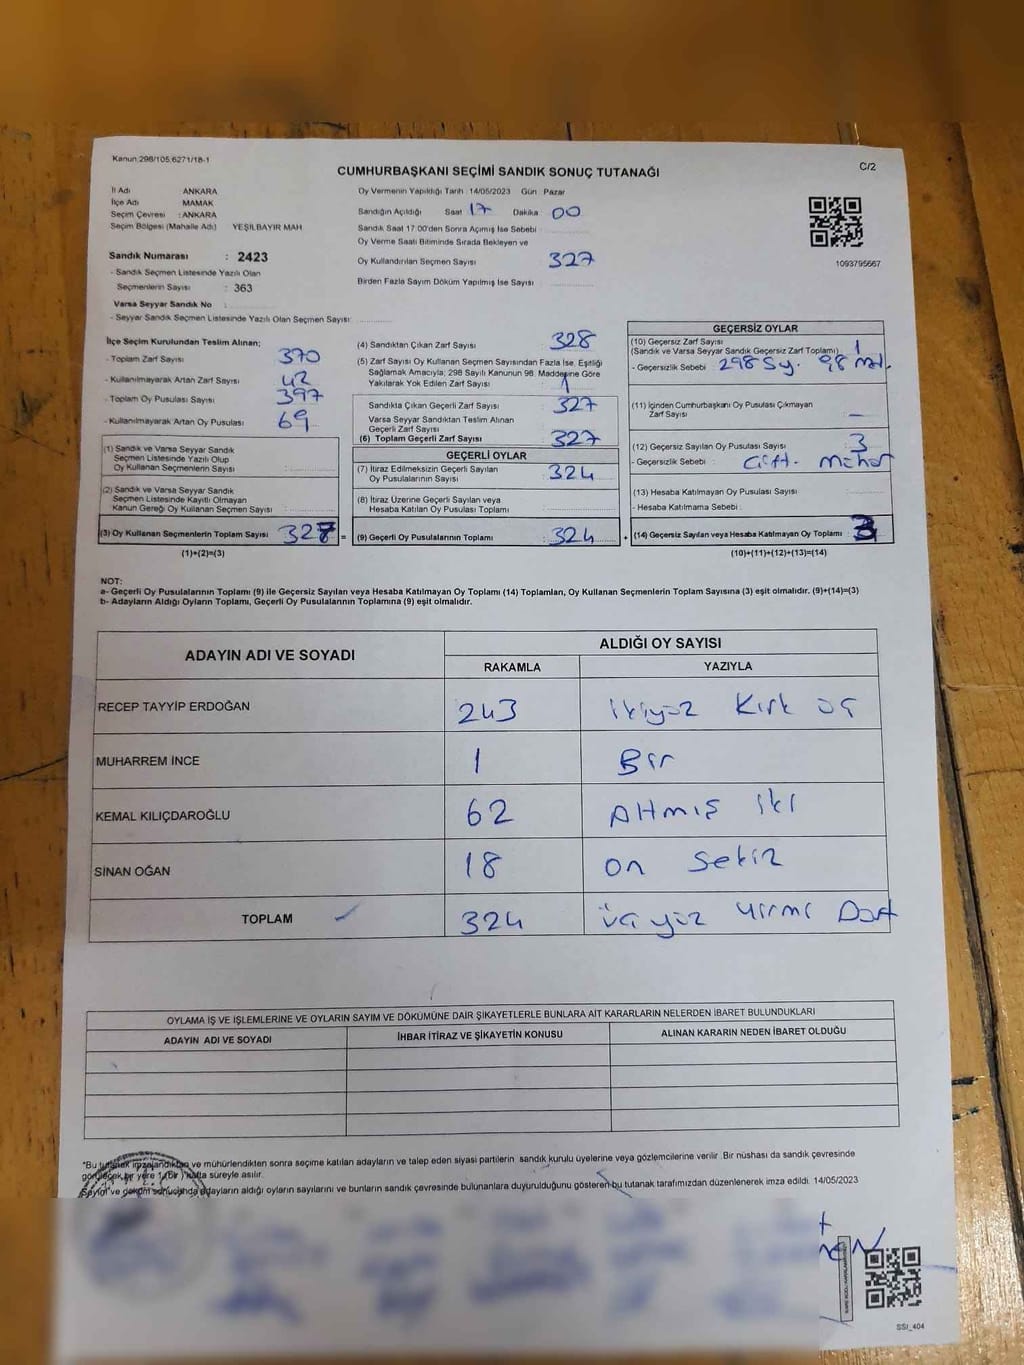 Kanun 298/105,6271/18-1
CUMHURBAŞKANI SEÇİMİ SANDIK SONUÇ TUTANAĞI
C/2
İl Adı ANKARA
İlçe Adı MAMAK
Seçim Çevresi : ANKARA
Seçim Bölgesi (Mahalle Adı) YEŞİLBAYIR MAH
Sandık Numarası : 2423
- Sandık Seçmen Listesinde Yazılı Olan
Seçmenlerin Sayısı : 363
Varsa Seyyar Sandık No :
- Seyyar Sandık Seçmen Listesinde Yazılı Olan Seçmen Sayısı:
Oy Vermenin Yapıldığı Tarih 14/05/2023 Gün Pazar
Sandığın Açıldığı Saat 17 Dakika 00
Sandık Saat 17:00'den Sonra Açımış İse Sebebi
Oy Verme Saati Bitiminde Sırada Bekleyen ve
Oy Kullandırılan Seçmen Sayısı 327
Birden Fazla Sayım Döküm Yapılmış İse Sayısı
1093795667
İlçe Seçim Kurulundan Teslim Alınan;
- Toplam Zarf Sayısı 370
- Kullanılmayarak Artan Zarf Sayısı 42
- Toplam Oy Pusulası Sayısı 397
- Kullanılmayarak Artan Oy Pusulası 69
(1) Sandık ve Varsa Seyyar Sandık
Seçmen Listesinde Yazılı Olup
Oy Kullanan Seçmenlerin Sayısı :
(2) Sandık ve Varsa Seyyar Sandık
Seçmen Listesinde Kayıtlı Olmayan
Kanun Gereği Oy Kullanan Seçmen Sayısı :
(3) Oy Kullanan Seçmenlerin Toplam Sayısı 327 =
(1)+(2)=(3)
(4) Sandıktan Çıkan Zarf Sayısı 328
(5) Zarf Sayısı Oy Kullanan Seçmen Sayısından Fazla İse, Eşitliği
Sağlamak Amacıyla; 298 Sayılı Kanunun 98. Maddesine Göre
Yakılarak Yok Edilen Zarf Sayısı : 1
Sandıkta Çıkan Geçerli Zarf Sayısı : 327
Varsa Seyyar Sandıktan Teslim Alınan
Geçerli Zarf Sayısı
(6) Toplam Geçerli Zarf Sayısı : 327
GEÇERLİ OYLAR
(7) İtiraz Edilmeksizin Geçerli Sayılan
Oy Pusulalarının Sayısı : 324
(8) İtiraz Üzerine Geçerli Sayılan veya
Hesaba Katılan Oy Pusulası Toplamı :
(9) Geçerli Oy Pusulalarının Toplamı : 324 +
GEÇERSİZ OYLAR
(10) Geçersiz Zarf Sayısı
(Sandık ve Varsa Seyyar Sandık Geçersiz Zarf Toplamı) 1
- Geçersizlik Sebebi : 298 Sy. 98 Md.
(11) İçinden Cumhurbaşkanı Oy Pusulası Çıkmayan
Zarf Sayısı : -
(12) Geçersiz Sayılan Oy Pusulası Sayısı : 3
- Geçersizlik Sebebi : Çift. Mühür
(13) Hesaba Katılmayan Oy Pusulası Sayısı :
- Hesaba Katılmama Sebebi :
(14) Geçersiz Sayılan veya Hesaba Katılmayan Oy Toplamı : 3
(10)+(11)+(12)+(13)=(14)
NOT:
a- Geçerli Oy Pusulalarının Toplamı (9) ile Geçersiz Sayılan veya Hesaba Katılmayan Oy Toplamı (14) Toplamları, Oy Kullanan Seçmenlerin Toplam Sayısına (3) eşit olmalıdır. (9)+(14)=(3)
b- Adayların Aldığı Oyların Toplamı, Geçerli Oy Pusulalarının Toplamına (9) eşit olmalıdır.
ADAYIN ADI VE SOYADI
ALDIĞI OY SAYISI
RAKAMLA YAZIYLA
RECEP TAYYİP ERDOĞAN 243 ikiyüz Kırk üç
MUHARREM İNCE 1 Bir
KEMAL KILIÇDAROĞLU 62 Altmış iki
SİNAN OĞAN 18 on sekiz
TOPLAM 324 üç yüz Yirmi Dört
OYLAMA İŞ VE İŞLEMLERİNE VE OYLARIN SAYIM VE DÖKÜMÜNE DAİR ŞİKAYETLERLE BUNLARA AİT KARARLARIN NELERDEN İBARET BULUNDUKLARI
ADAYIN ADI VE SOYADI İHBAR İTİRAZ VE ŞİKAYETİN KONUSU ALINAN KARARIN NEDEN İBARET OLDUĞU
"Bu tutanak imzalandıktan ve mühürlendikten sonra seçime katılan adayların ve talep eden siyasi partilerin sandık kurulu üyelerine veya gözlemcilerine verilir. Bir nüshası da sandık çevresinde
görülecek bir yere 1 (Bir) hafta süreyle asılır.
Sayım ve döküm sonucunda adayların aldığı oyların sayılarını ve bunların sandık çevresinde bulunanlara duyurulduğunu gösteren bu tutanak tarafımızdan düzenlenerek imza edildi. 14/05/2023
SSI_404